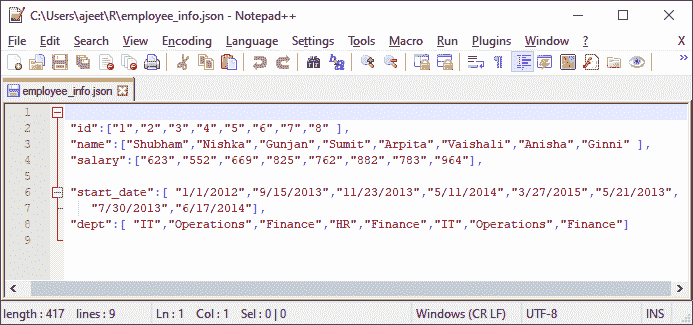 C:\Users\ajeet\R\employee_info.json - Notepad++
File Edit Search View Encoding Language Settings Tools Macro Run Plugins Window ? X
employee_info.json
1
2 "id":["1","2","3","4","5","6","7","8" ],
3 "name":["Shubham","Nishka","Gunjan","Sumit","Arpita","Vaishali","Anisha","Ginni" ],
4 "salary":["623","552","669","825","762","882","783","964"],
5
6 "start_date":[ "1/1/2012","9/15/2013","11/23/2013","5/11/2014","3/27/2015","5/21/2013",
7 "7/30/2013","6/17/2014"],
8 "dept":[ "IT","Operations","Finance","HR","Finance","IT","Operations","Finance"]
9
length : 417 lines : 9 Ln : 1 Col : 1 Sel : 0 | 0 Windows (CR LF) UTF-8 INS